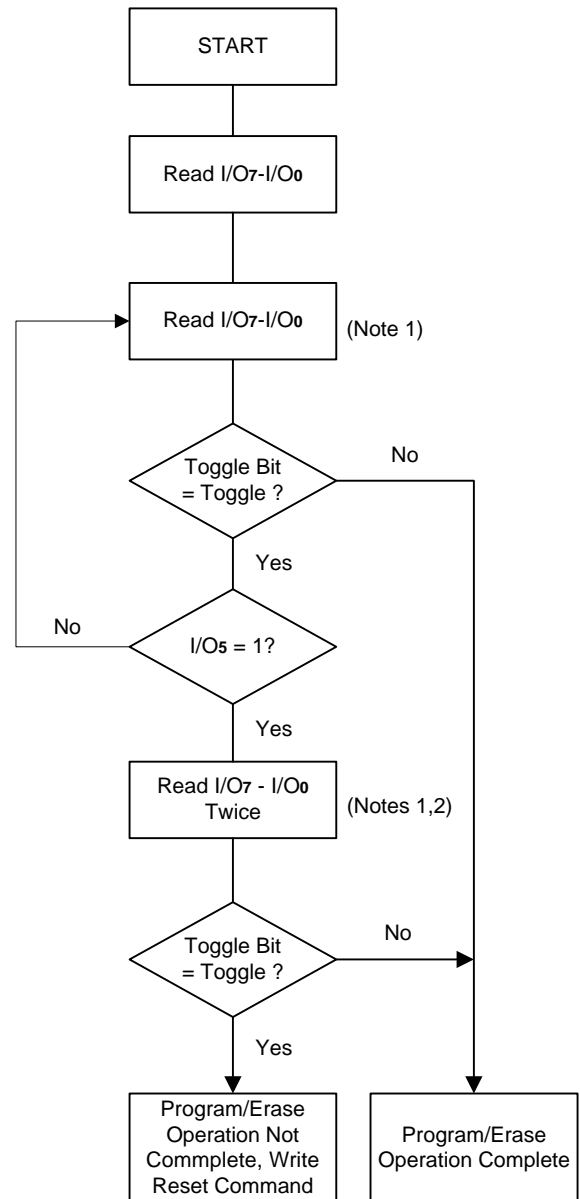 START
Read I/O7-I/O0
Read I/O7-I/O0
(Note 1)
Toggle Bit
= Toggle ?
No
Yes
I/O5 = 1?
No
Yes
Read I/O7 - I/O0
Twice
(Notes 1,2)
Toggle Bit
= Toggle ?
No
Yes
Program/Erase
Operation Not
Commplete, Write
Reset Command
Program/Erase
Operation Complete